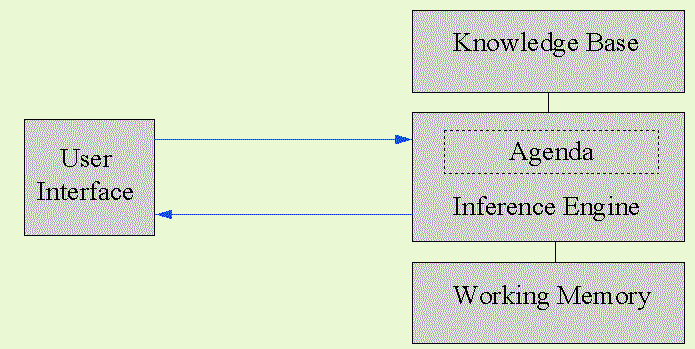 Knowledge Base
User
Interface
Agenda
Inference Engine
Working Memory